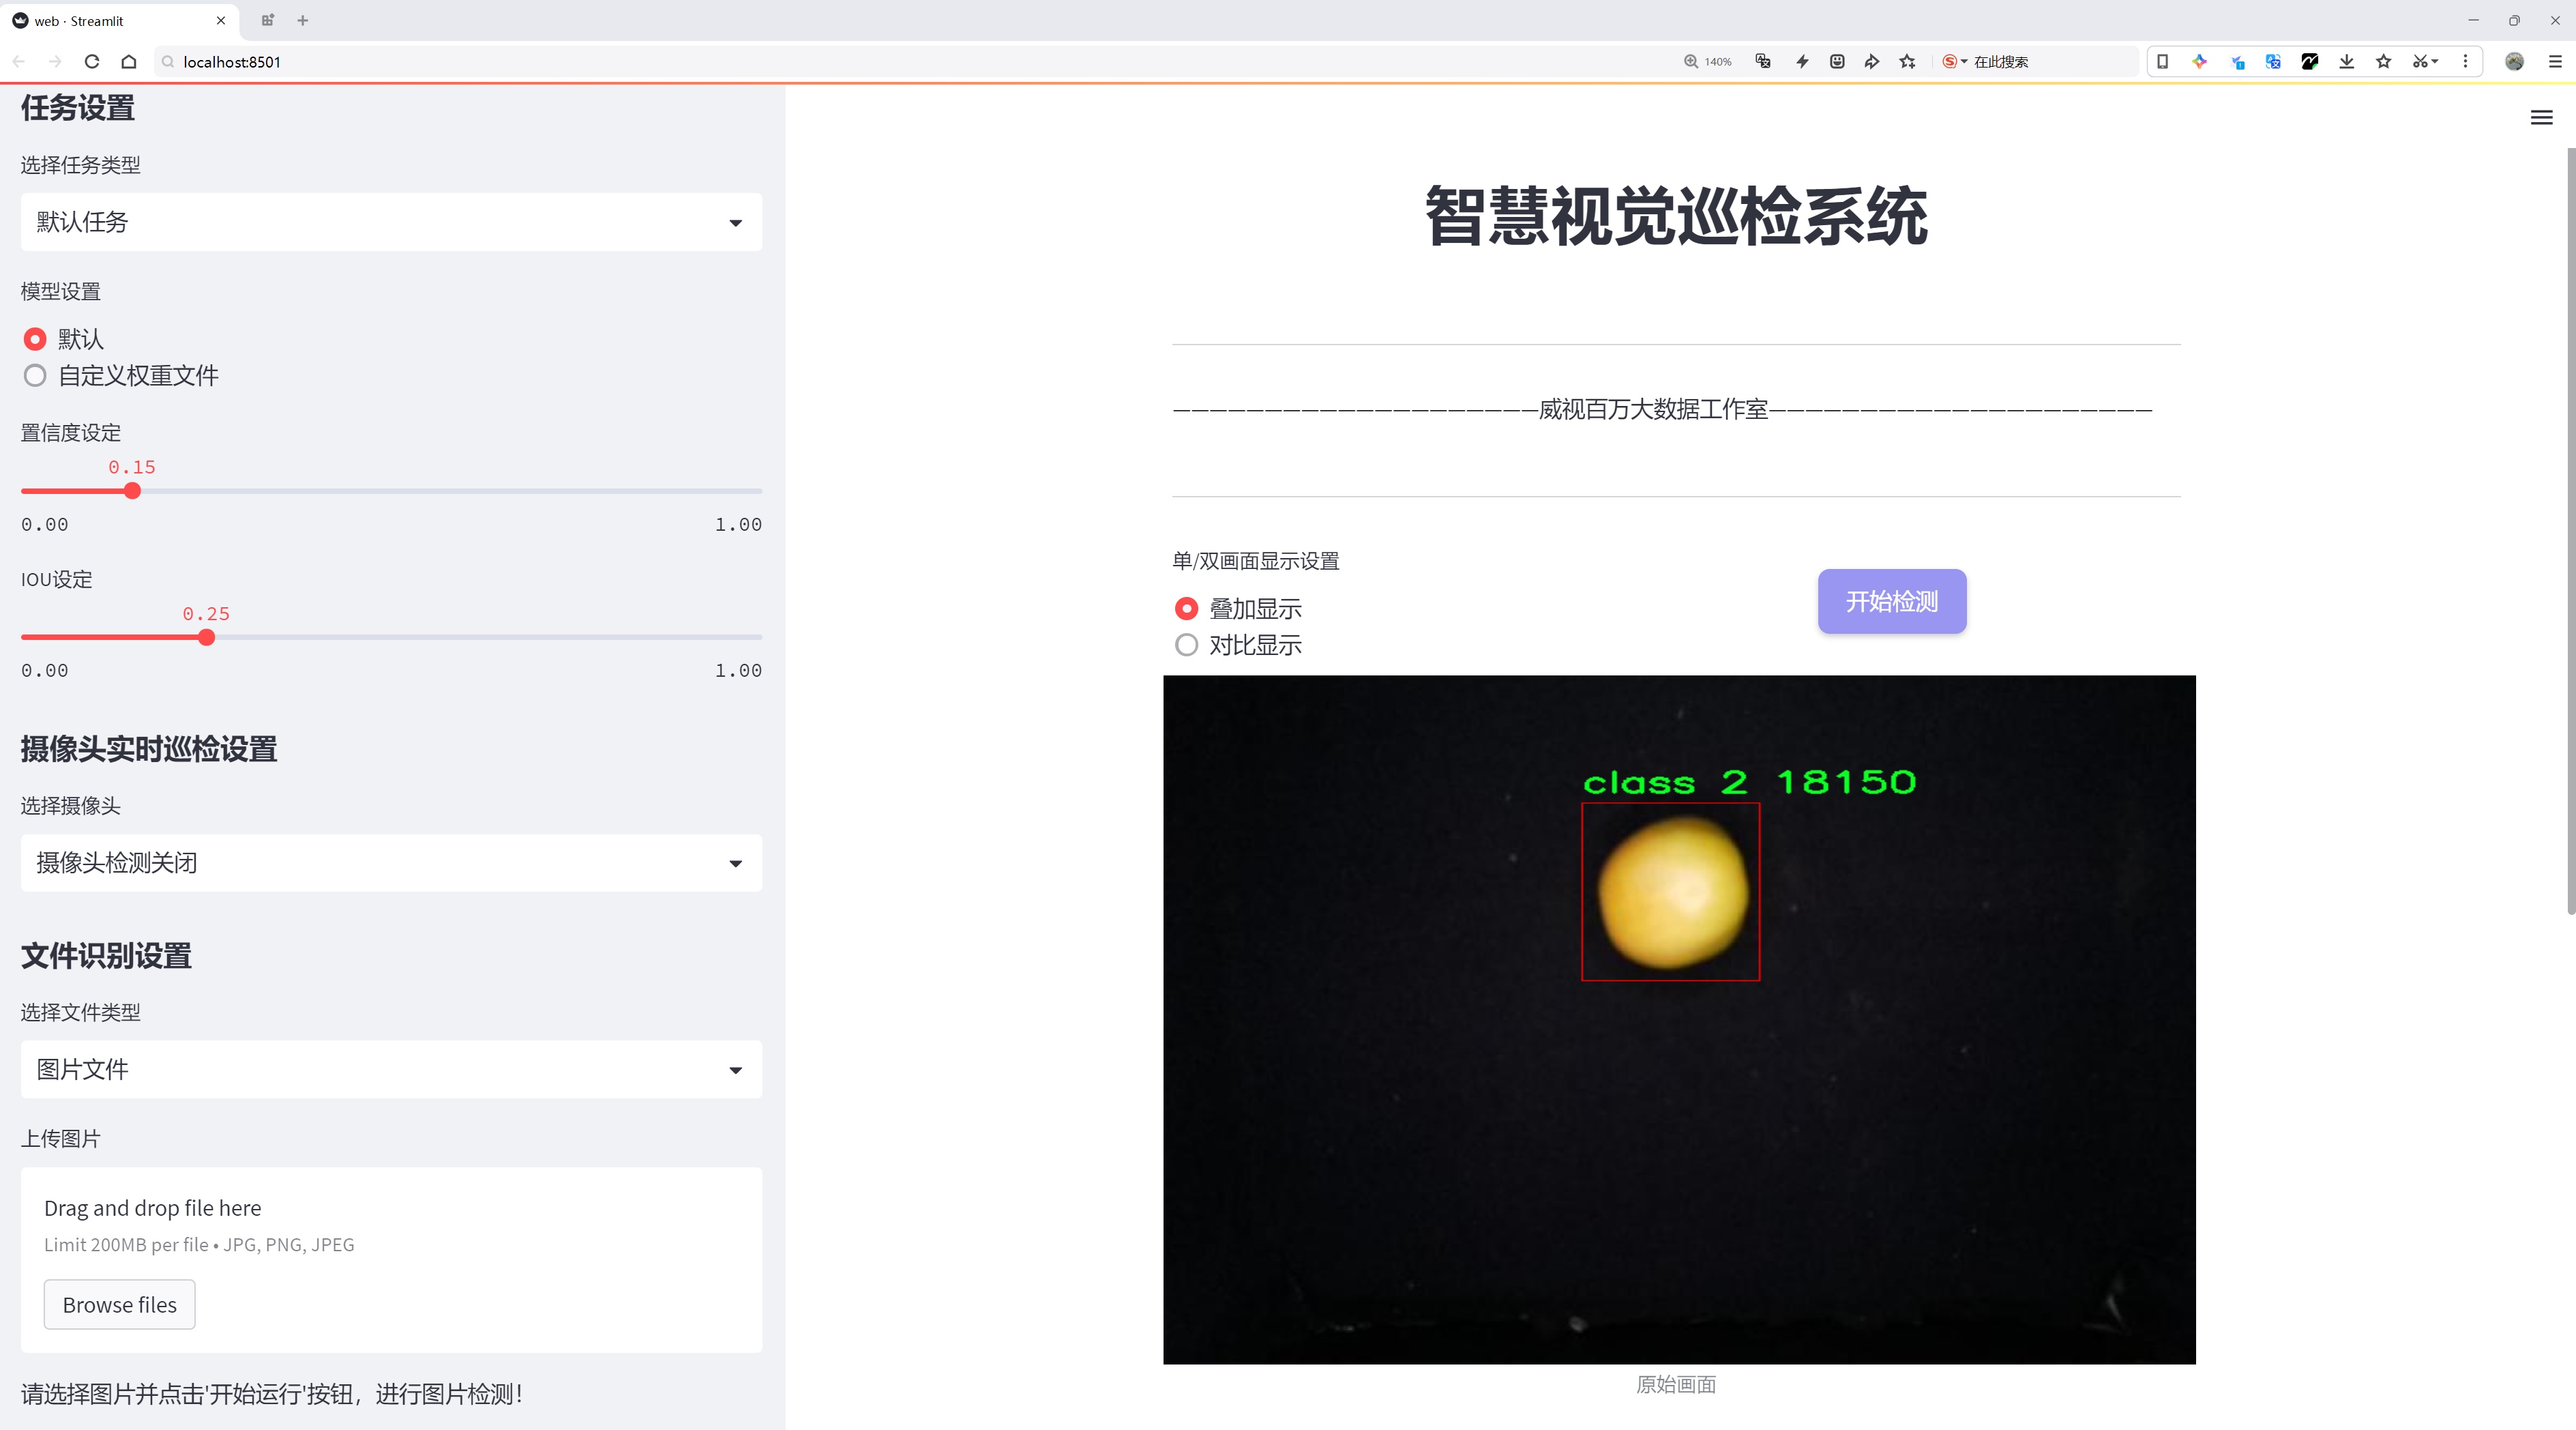 web · Streamlit
localhost:8501
140%
在此搜索
任务设置
选择任务类型
默认任务
模型设置
默认
自定义权重文件
置信度设定
0.15
0.00
1.00
IOU设定
0.25
0.00
1.00
摄像头实时巡检设置
选择摄像头
摄像头检测关闭
文件识别设置
选择文件类型
图片文件
上传图片
Drag and drop file here
Limit 200MB per file • JPG, PNG, JPEG
Browse files
请选择图片并点击'开始运行'按钮，进行图片检测！
智慧视觉巡检系统
————————————————————威视百万大数据工作室—————————————————————
单/双画面显示设置
叠加显示
对比显示
开始检测
class 2 18150
原始画面